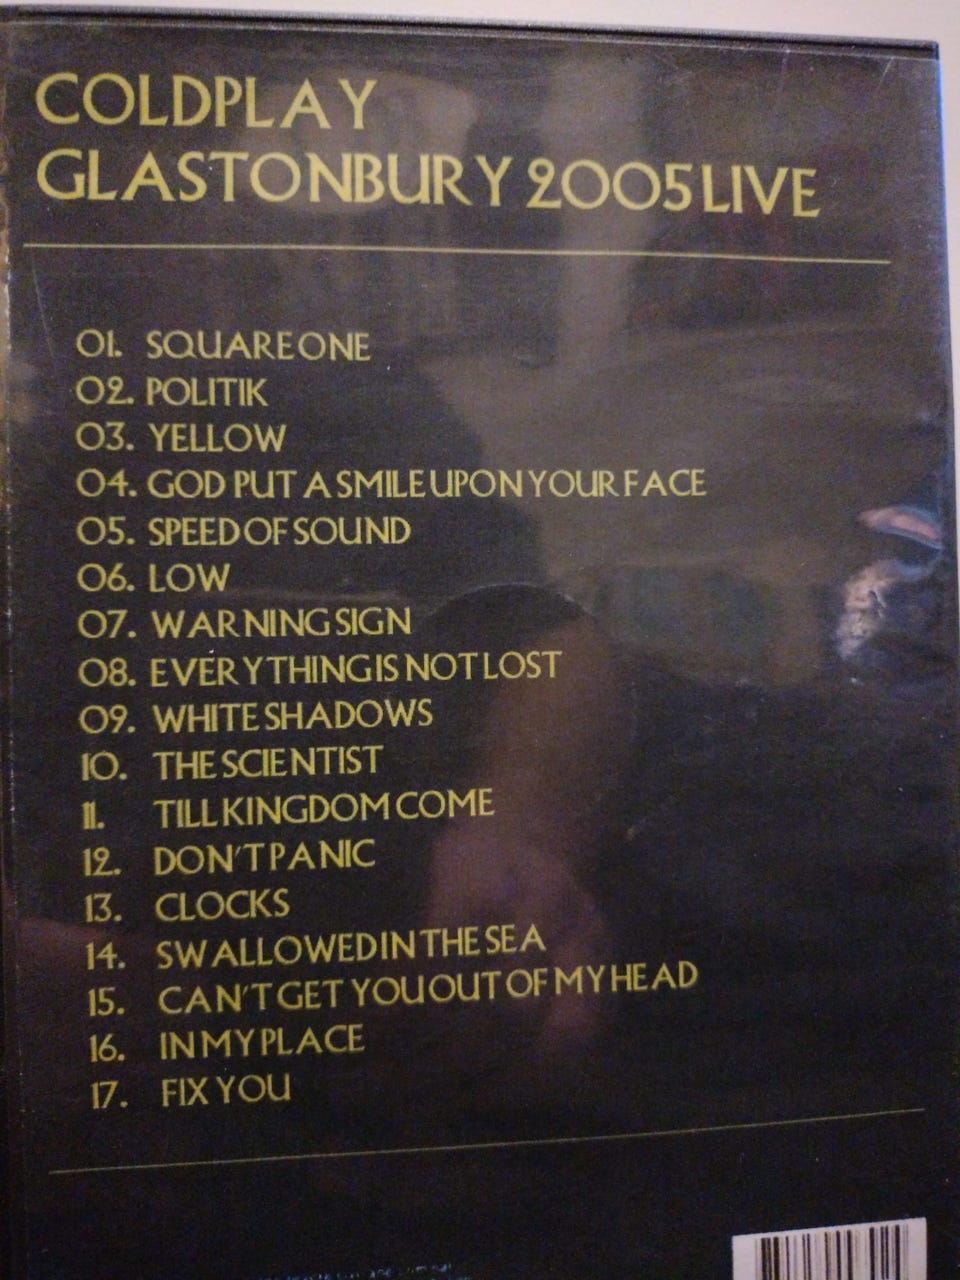 COLDPLAY
GLASTONBURY 2005 LIVE
01. SQUARE ONE
02. POLITIK
03. YELLOW
04. GOD PUT A SMILE UPON YOUR FACE
05. SPEED OF SOUND
06. LOW
07. WARNING SIGN
08. EVERYTHING IS NOT LOST
09. WHITE SHADOWS
10. THE SCIENTIST
11. TILL KINGDOM COME
12. DON'T PANIC
13. CLOCKS
14. SWALLOWED IN THE SEA
15. CAN'T GET YOU OUT OF MY HEAD
16. IN MY PLACE
17. FIX YOU